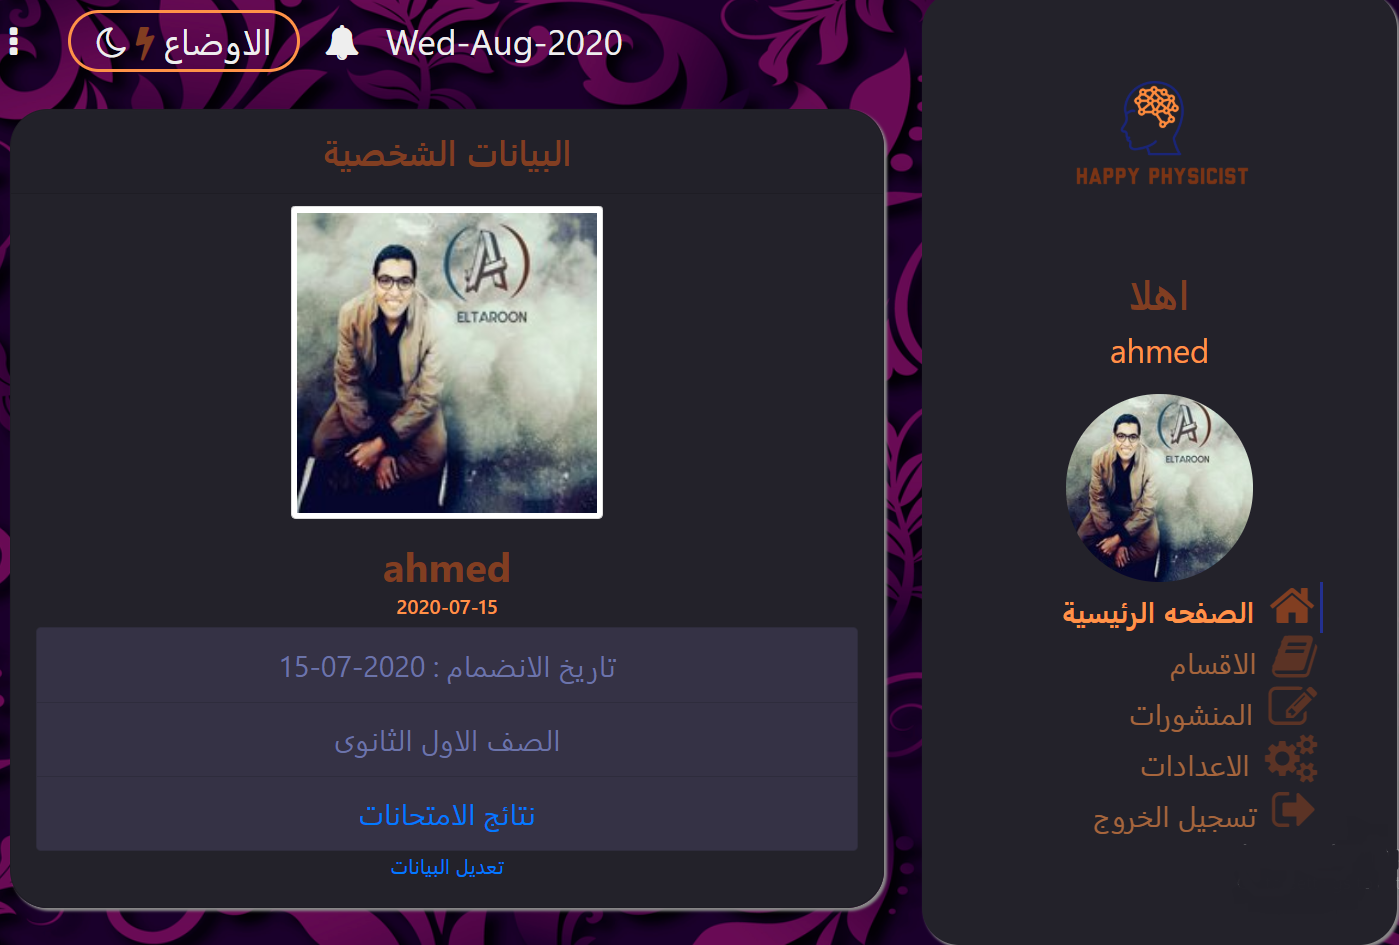 الاوضاع
Wed-Aug-2020
HAPPY PHYSICIST
اهلا
ahmed
A
ELTAROON
الصفحه الرئيسية
الاقسام
المنشورات
الاعدادات
تسجيل الخروج
البيانات الشخصية
A
ELTAROON
ahmed
2020-07-15
تاريخ الانضمام : 2020-07-15
الصف الاول الثانوى
نتائج الامتحانات
تعديل البيانات